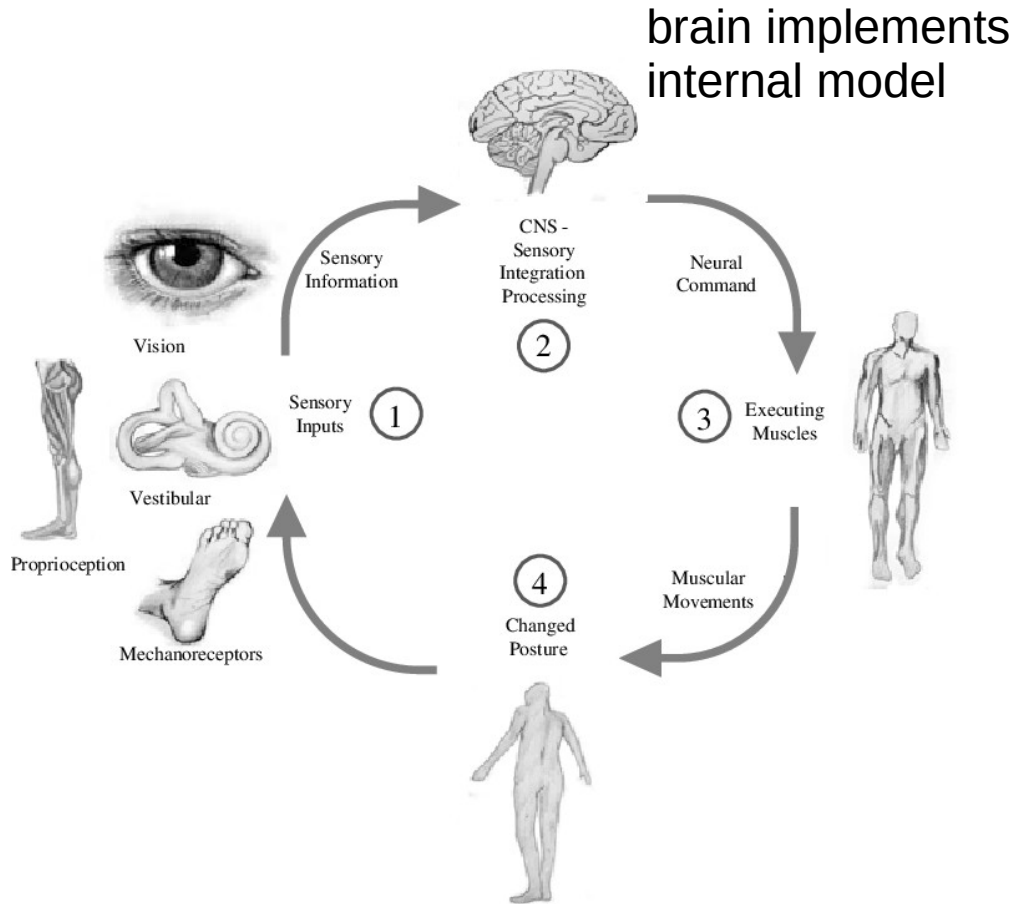 brain implements
internal model
CNS -
Sensory
Integration
Processing
2
Sensory
Information
Neural
Command
Vision
Sensory
Inputs
1
3
Executing
Muscles
Vestibular
Proprioception
Mechanoreceptors
4
Changed
Posture
Muscular
Movements